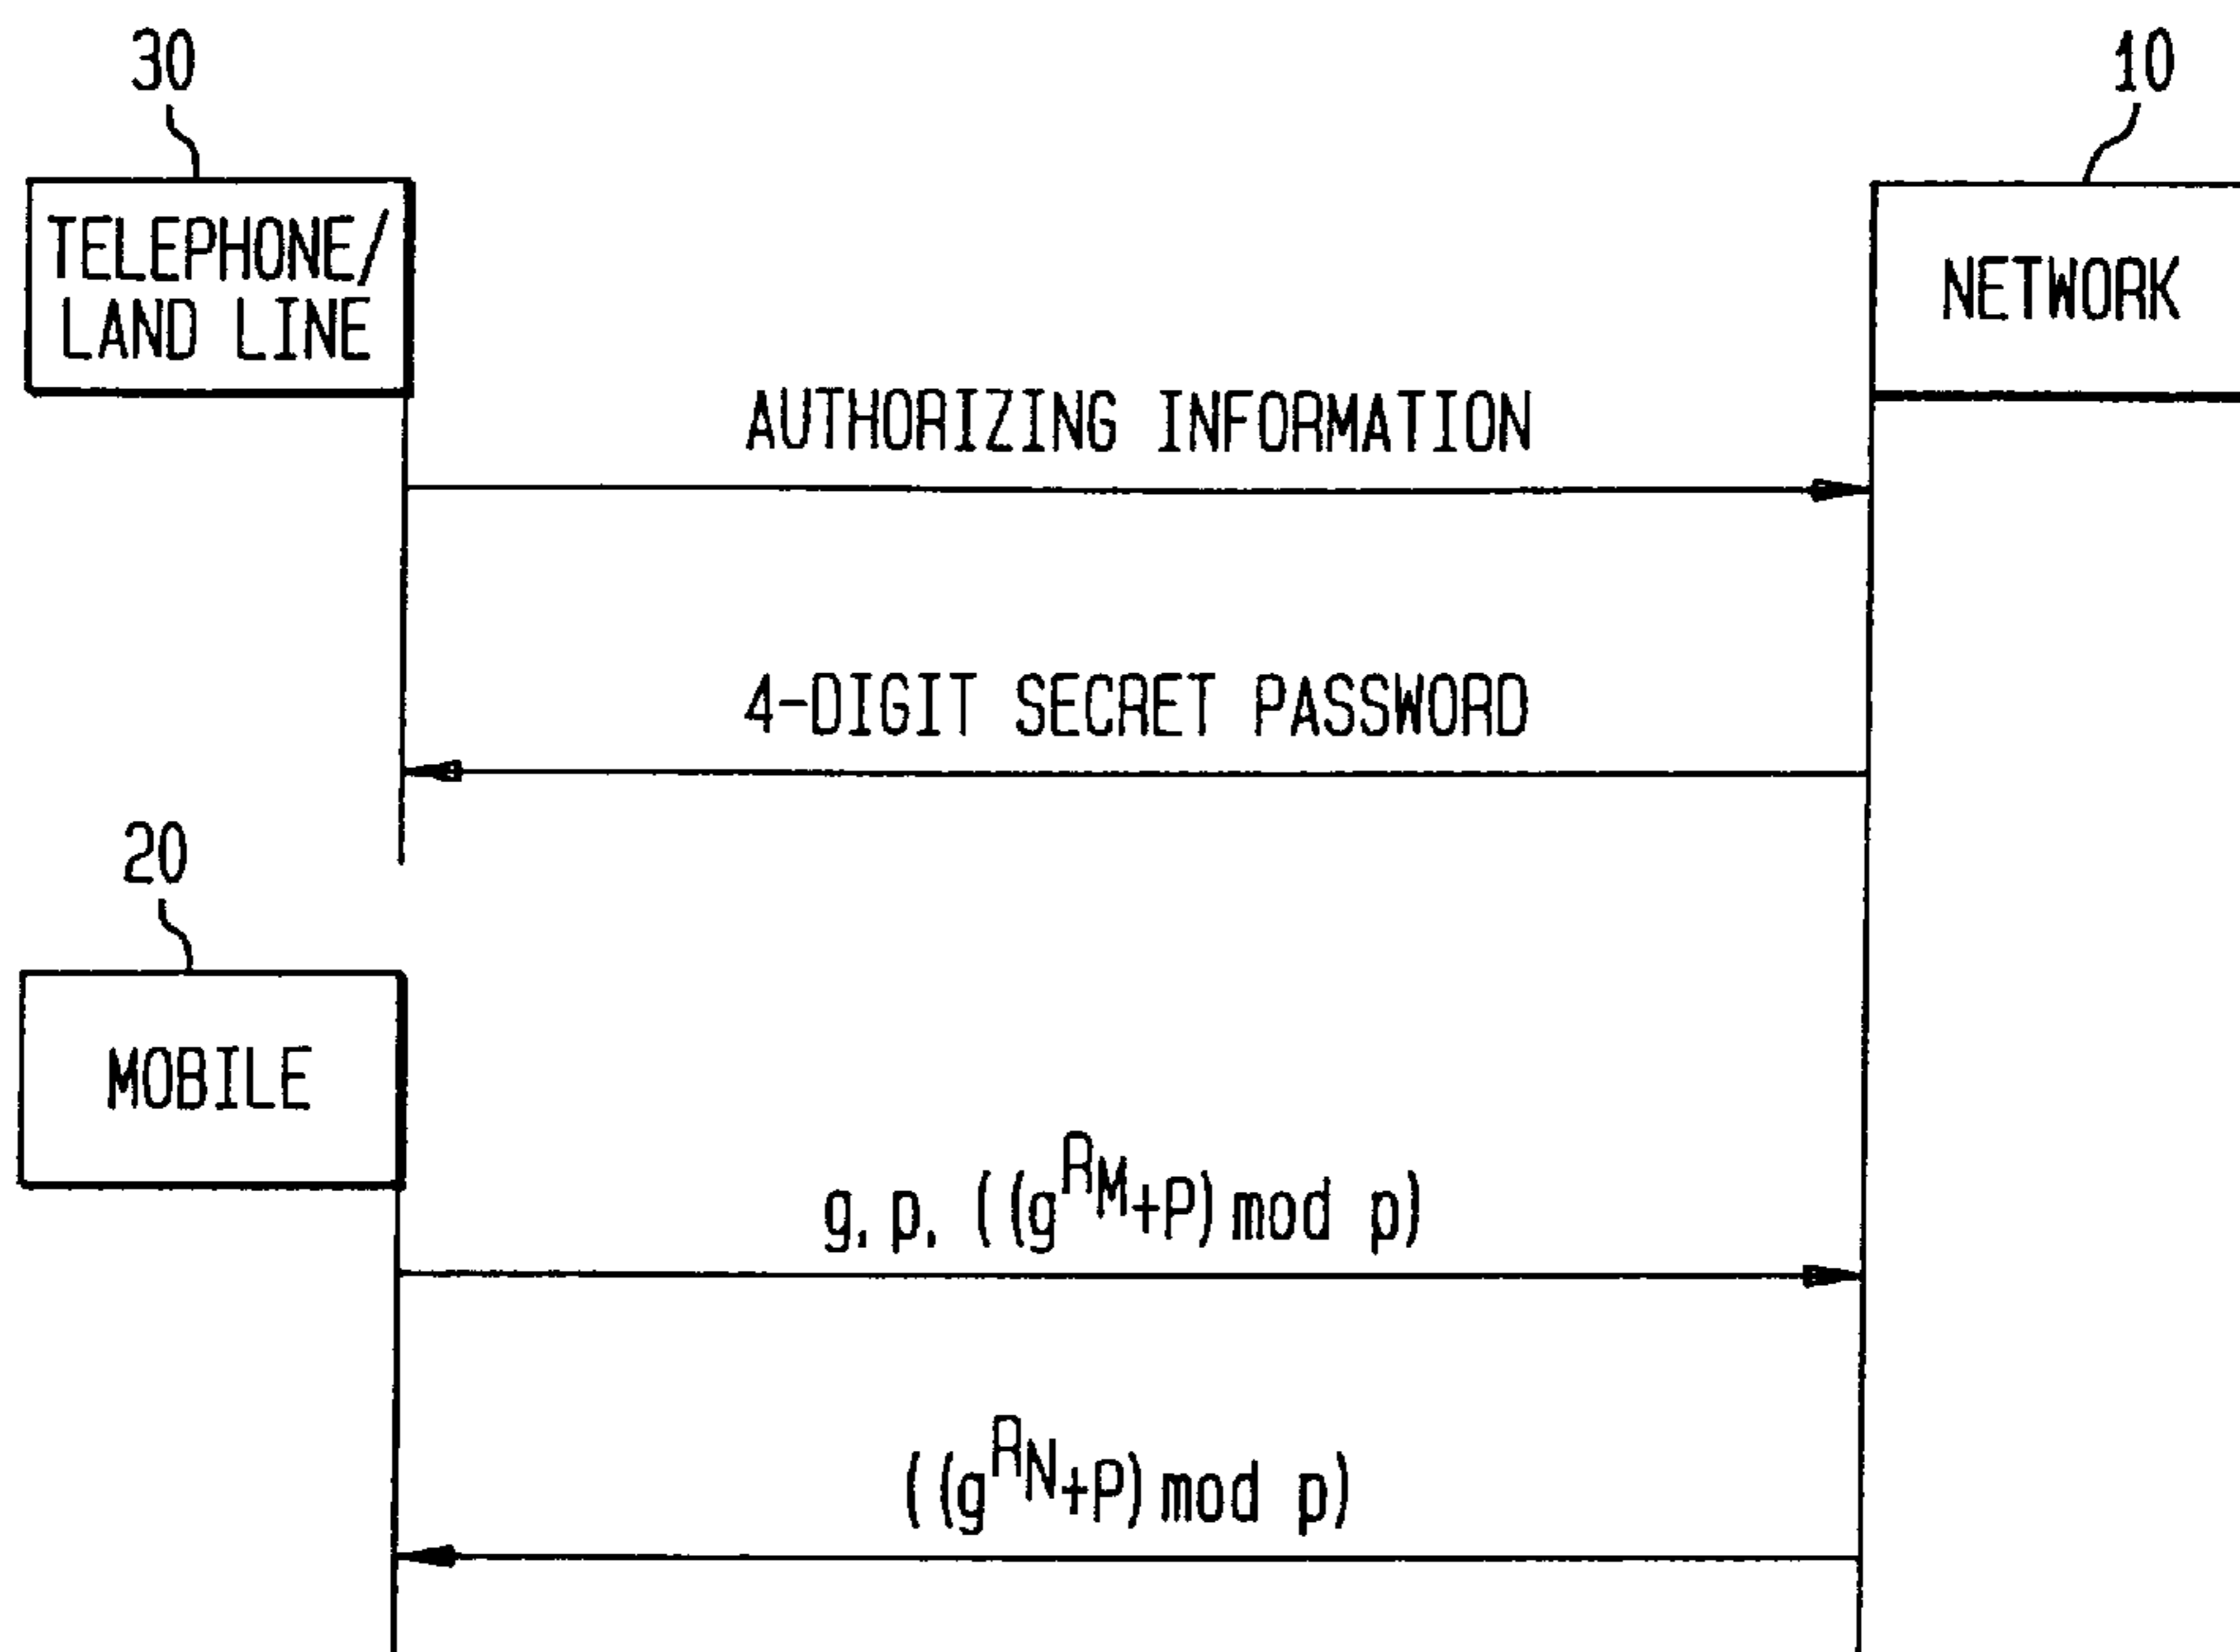 30
10
TELEPHONE/
LAND LINE
NETWORK
AUTHORIZING INFORMATION
4-DIGIT SECRET PASSWORD
20
MOBILE
g, p, ((g^RM+P) mod p)
((g^RN+P) mod p)